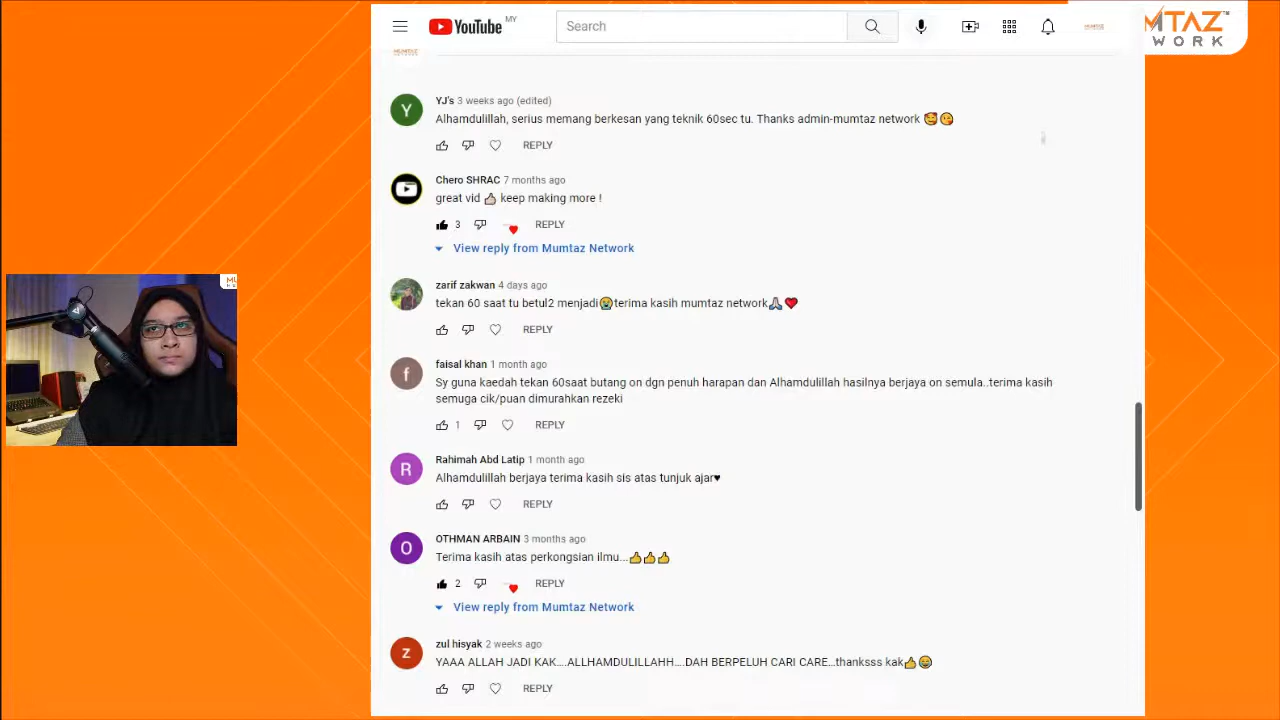 YouTube MY
Search
MTAZ
WORK
YJ's 3 weeks ago (edited)
Y
Alhamdulillah, serius memang berkesan yang teknik 60sec tu. Thanks admin-mumtaz network 🥰😘
REPLY
Chero SHRAC 7 months ago
great vid 👍🏻 keep making more !
3 REPLY
View reply from Mumtaz Network
zarif zakwan 4 days ago
tekan 60 saat tu betul2 menjadi😭terima kasih mumtaz network🙏🏻❤️
REPLY
faisal khan 1 month ago
f
Sy guna kaedah tekan 60saat butang on dgn penuh harapan dan Alhamdulillah hasilnya berjaya on semula..terima kasih
semuga cik/puan dimurahkan rezeki
1 REPLY
Rahimah Abd Latip 1 month ago
R
Alhamdulillah berjaya terima kasih sis atas tunjuk ajar♥
REPLY
OTHMAN ARBAIN 3 months ago
O
Terima kasih atas perkongsian ilmu...👍👍👍
2 REPLY
View reply from Mumtaz Network
zul hisyak 2 weeks ago
z
YAAA ALLAH JADI KAK....ALLHAMDULILLAHH....DAH BERPELUH CARI CARE...thanksss kak👍😂
REPLY